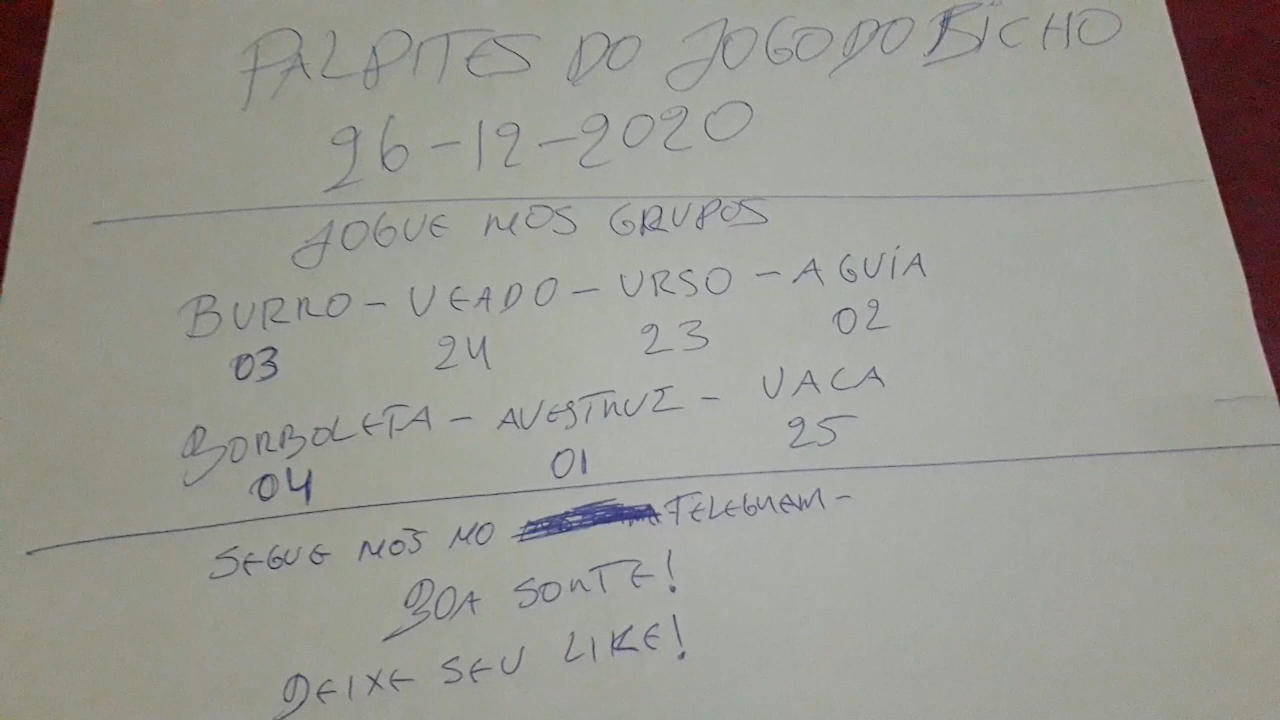 PALPITES DO JOGO DO BICHO
26-12-2020
JOGUE NOS GRUPOS
BURRO - VEADO - URSO - AGUIA
03 24 23 02
BORBOLETA - AVESTRUZ - VACA
04 01 25
SEGUE NOS NO TELEGRAM -
BOA SORTE!
DEIXE SEU LIKE!